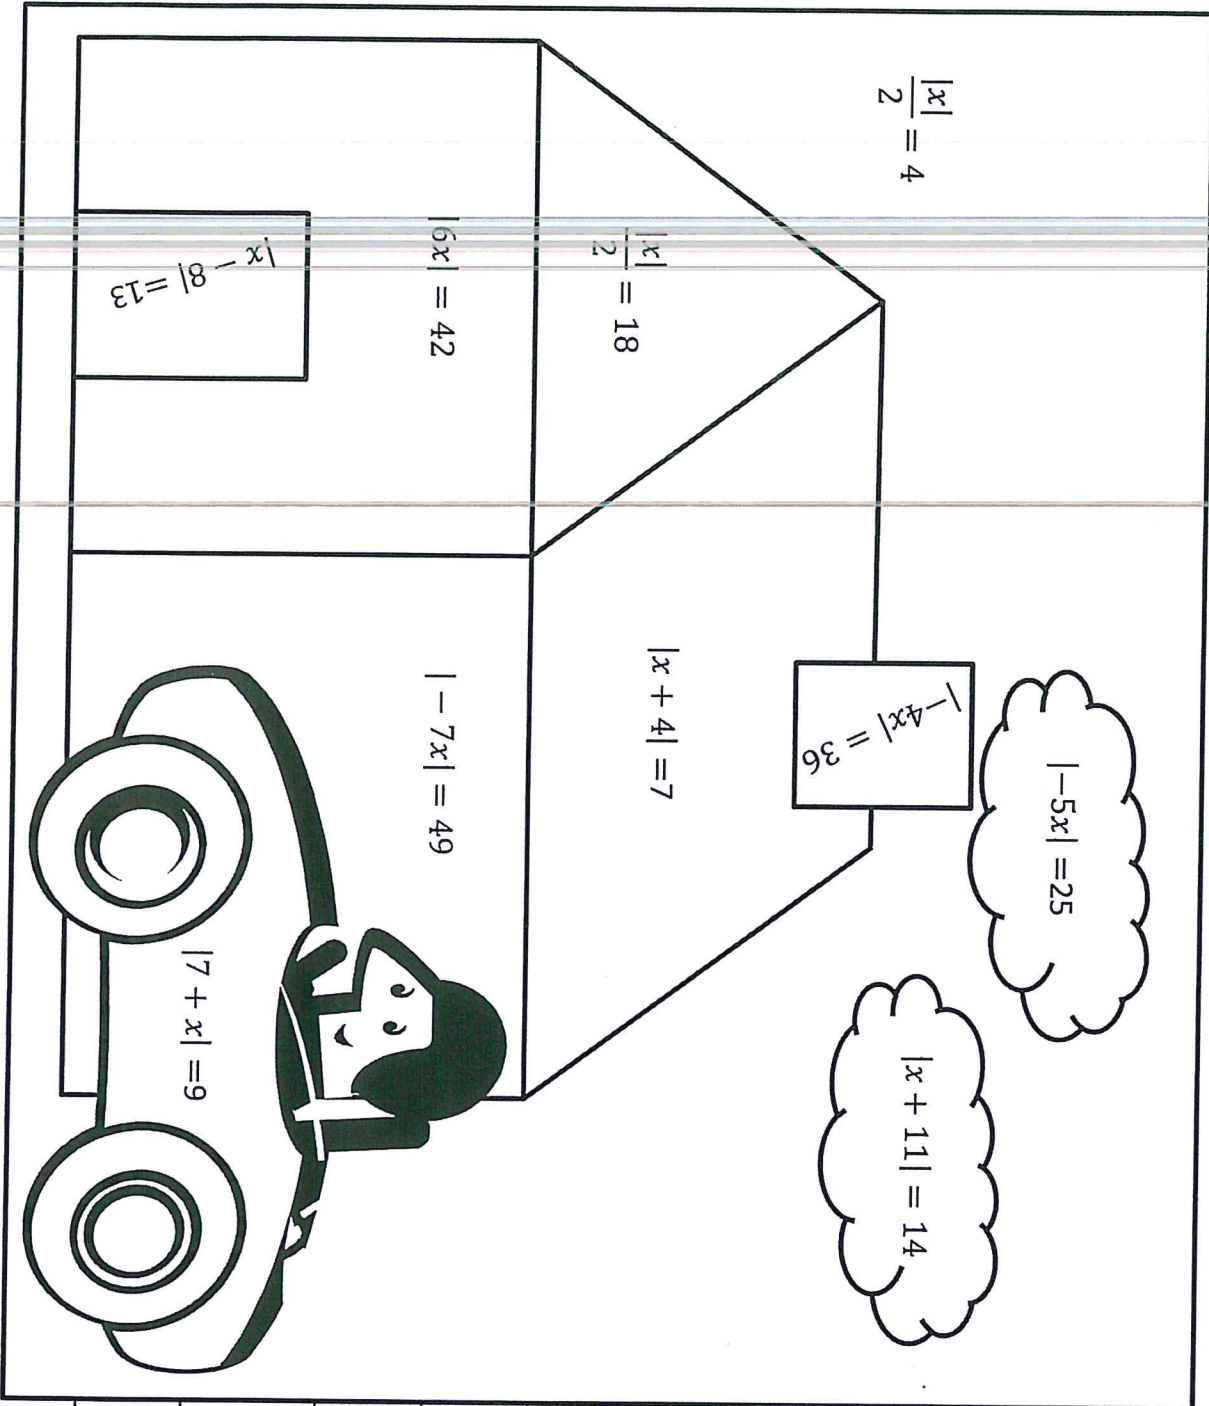 |x|/2 = 4
|−5x| =25
|x + 11| = 14
|−4x| = 36
|x|/2 = 18
|x + 4| =7
|6x| = 42
|− 7x| = 49
|x − 8| =13
|7 + x| =9